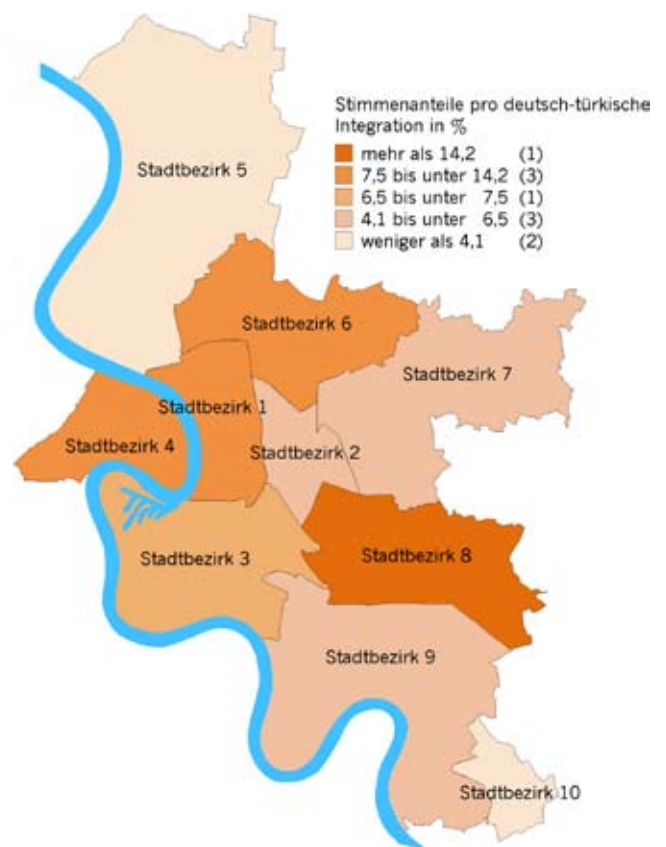 Stimmenanteile pro deutsch-türkische
Integration in %
mehr als 14,2 (1)
7,5 bis unter 14,2 (3)
6,5 bis unter 7,5 (1)
4,1 bis unter 6,5 (3)
weniger als 4,1 (2)
Stadtbezirk 5
Stadtbezirk 6
Stadtbezirk 7
Stadtbezirk 1
Stadtbezirk 4
Stadtbezirk 2
Stadtbezirk 3
Stadtbezirk 8
Stadtbezirk 9
Stadtbezirk 10